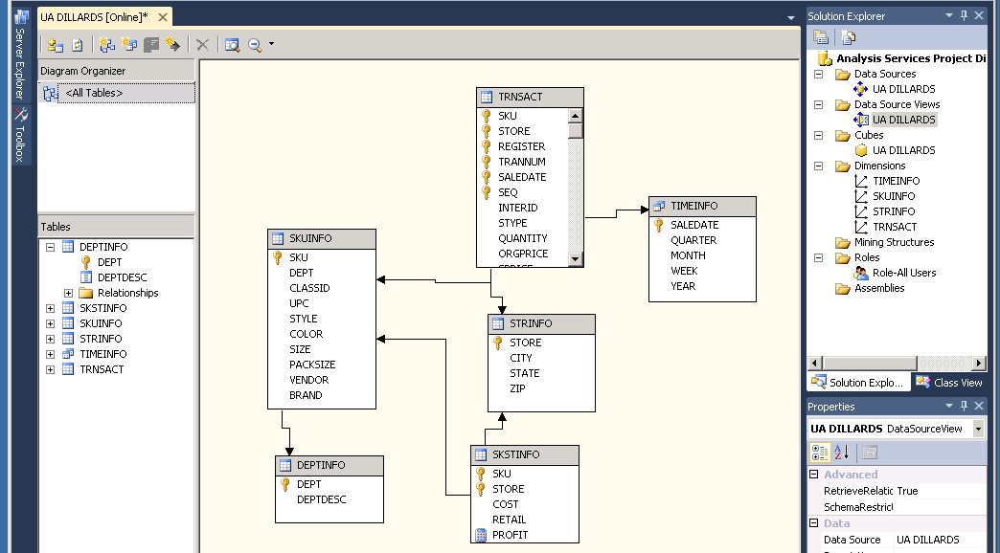 UA DILLARDS [Online]*
Server Explorer
Toolbox
Diagram Organizer
<All Tables>
Tables
DEPTINFO
DEPT
DEPTDESC
Relationships
SKSTINFO
SKUINFO
STRINFO
TIMEINFO
TRNSACT
TRNSACT
SKU
STORE
REGISTER
TRANNUM
SALEDATE
SEQ
INTERID
STYPE
QUANTITY
ORGPRICE
TIMEINFO
SALEDATE
QUARTER
MONTH
WEEK
YEAR
SKUINFO
SKU
DEPT
CLASSID
UPC
STYLE
COLOR
SIZE
PACKSIZE
VENDOR
BRAND
STRINFO
STORE
CITY
STATE
ZIP
DEPTINFO
DEPT
DEPTDESC
SKSTINFO
SKU
STORE
COST
RETAIL
PROFIT
Solution Explorer
Analysis Services Project Di
Data Sources
UA DILLARDS
Data Source Views
UA DILLARDS
Cubes
UA DILLARDS
Dimensions
TIMEINFO
SKUINFO
STRINFO
TRNSACT
Mining Structures
Roles
Role-All Users
Assemblies
Solution Explo... Class View
Properties
UA DILLARDS DataSourceView
Advanced
RetrieveRelatic True
SchemaRestrict
Data
Data Source UA DILLARDS